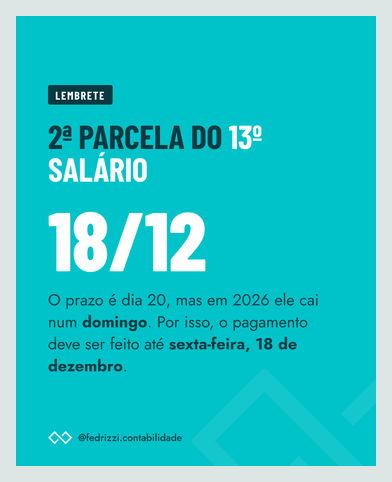 LEMBRETE
2ª PARCELA DO 13º
SALÁRIO
18/12
O prazo é dia 20, mas em 2026 ele cai
num domingo. Por isso, o pagamento
deve ser feito até sexta-feira, 18 de
dezembro.
@fedrizzi.contabilidade